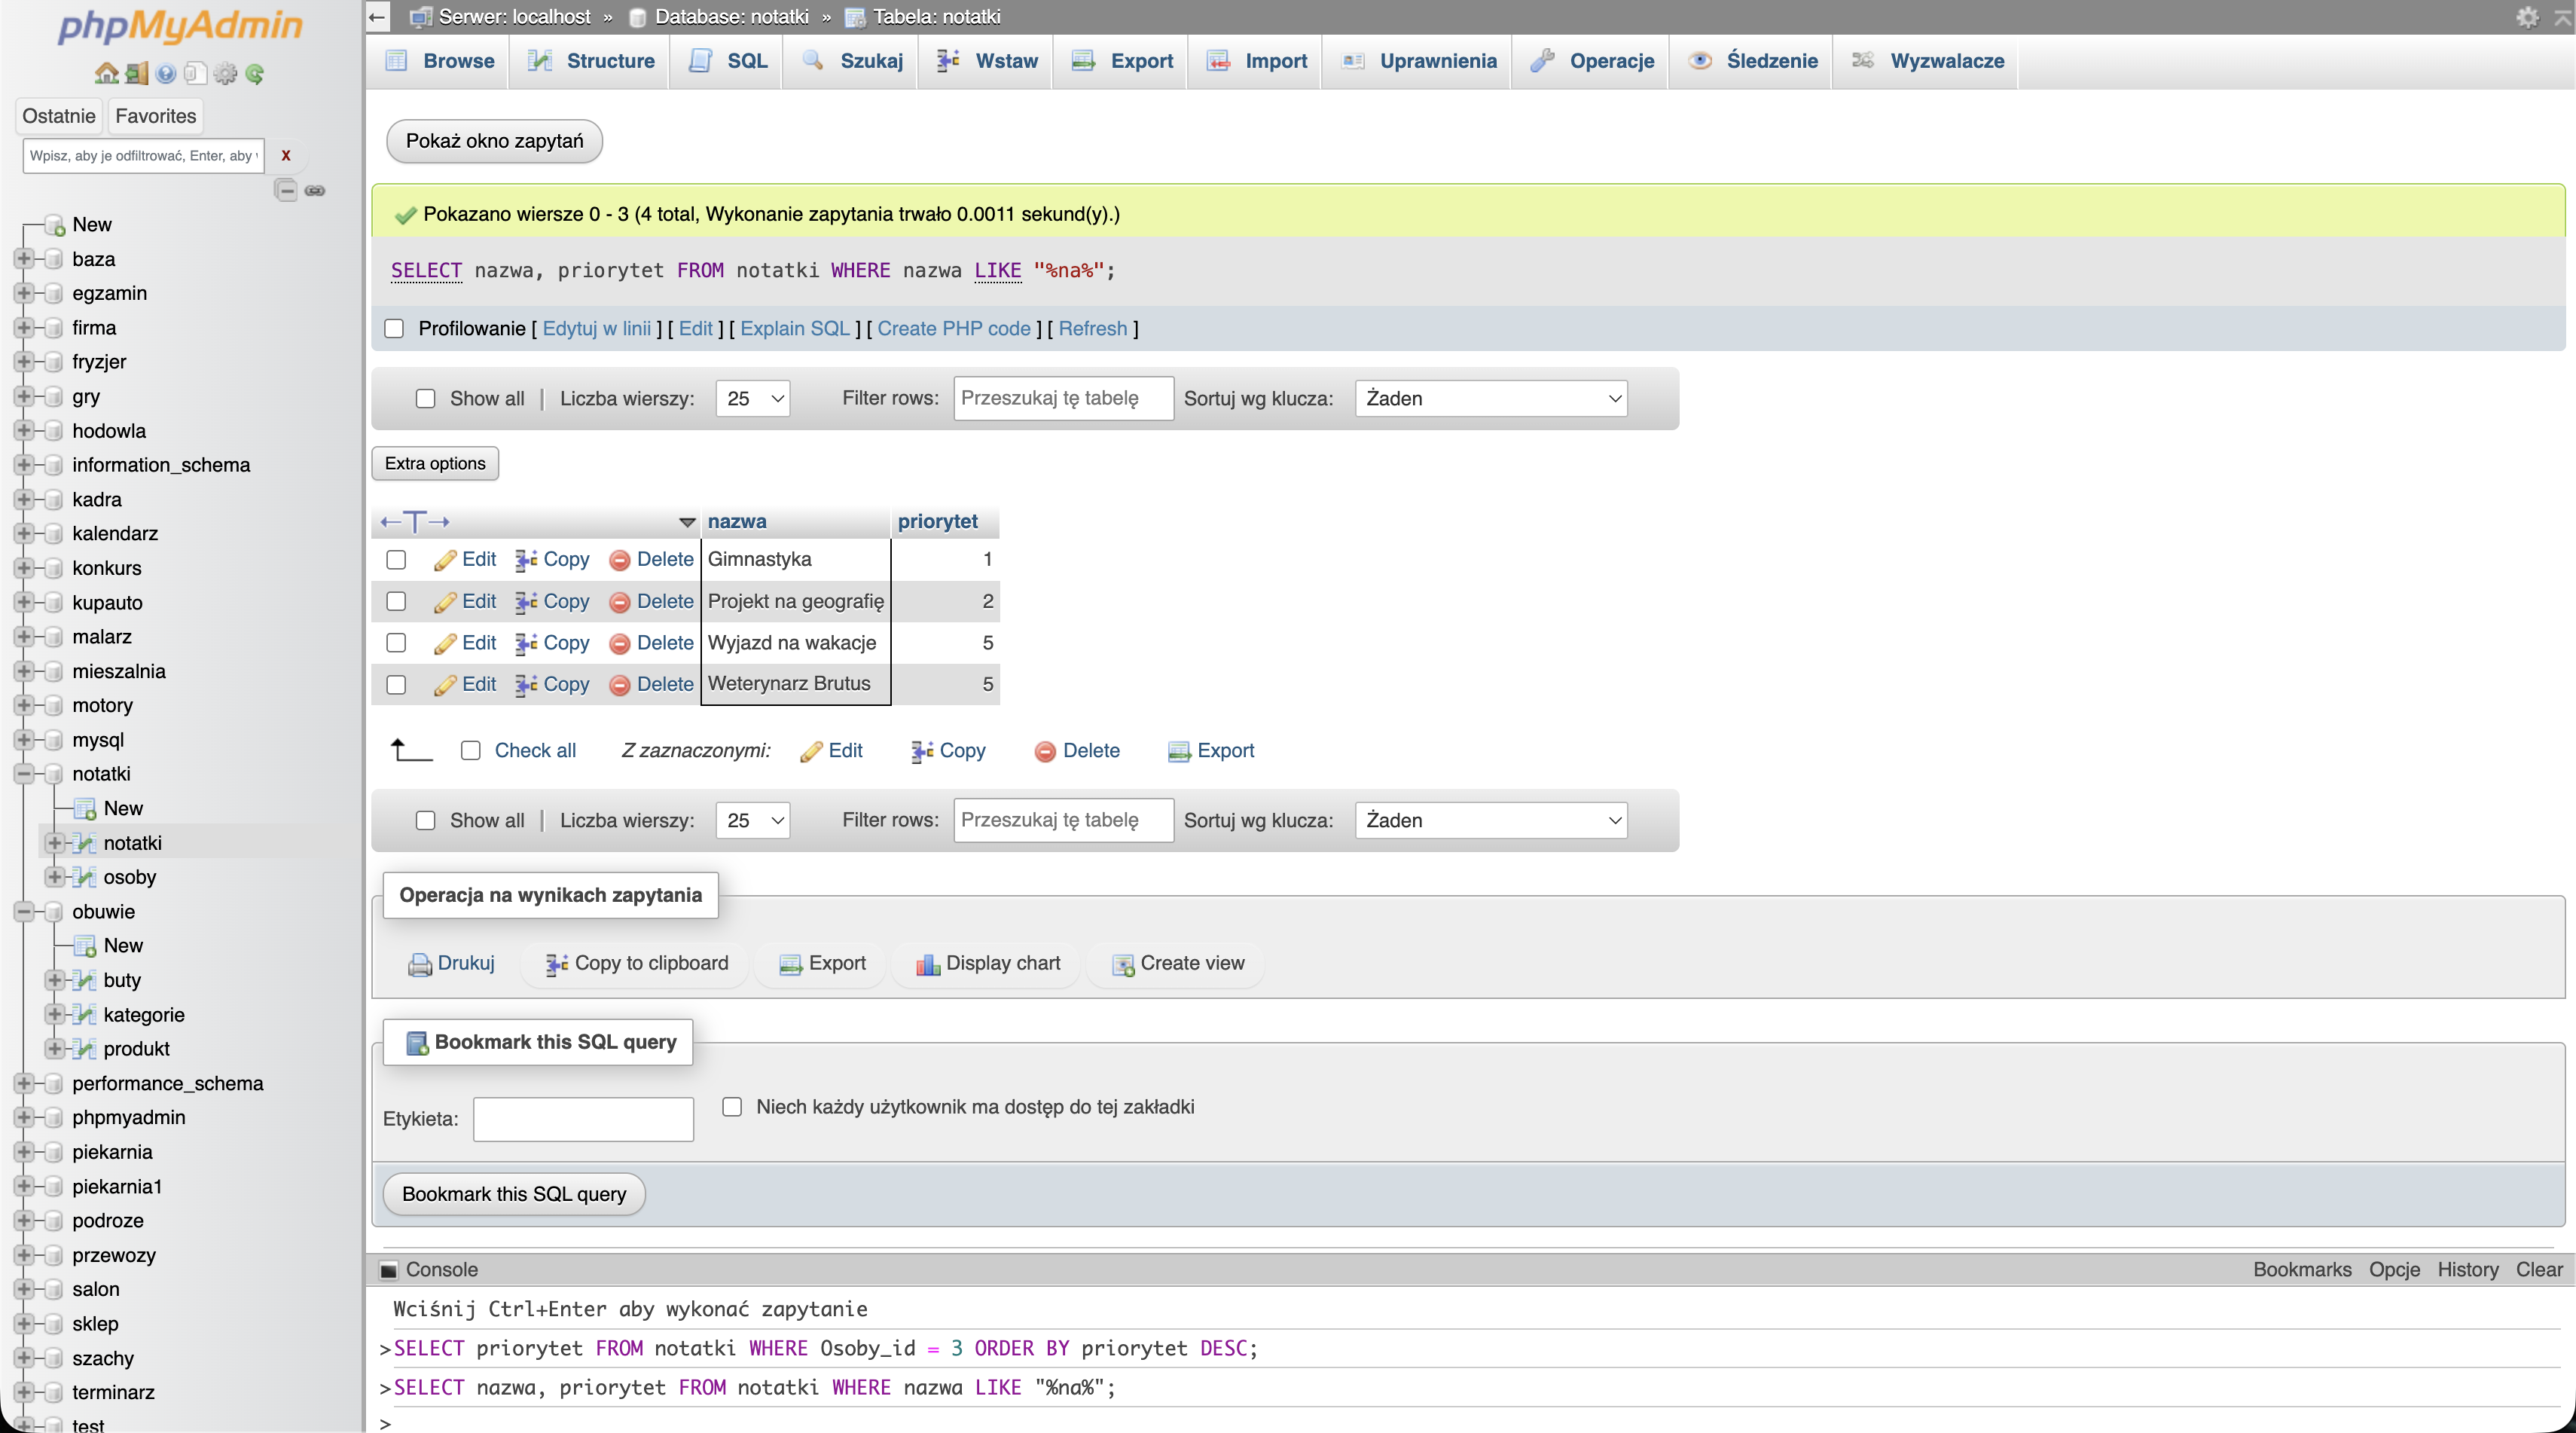 phpMyAdmin
Ostatnie Favorites
Wpisz, aby je odfiltrować, Enter, aby
X
New
baza
egzamin
firma
fryzjer
gry
hodowla
information_schema
kadra
kalendarz
konkurs
kupauto
malarz
mieszalnia
motory
mysql
notatki
New
notatki
osoby
obuwie
New
buty
kategorie
produkt
performance_schema
phpmyadmin
piekarnia
piekarnia1
podroze
przewozy
salon
sklep
szachy
terminarz
test
Serwer: localhost » Database: notatki » Tabela: notatki
Browse Structure SQL Szukaj Wstaw Export Import Uprawnienia Operacje Śledzenie Wyzwalacze
Pokaż okno zapytań
Pokazano wiersze 0 - 3 (4 total, Wykonanie zapytania trwało 0.0011 sekund(y).)
SELECT nazwa, priorytet FROM notatki WHERE nazwa LIKE "%na%";
Profilowanie [ Edytuj w linii ] [ Edit ] [ Explain SQL ] [ Create PHP code ] [ Refresh ]
Show all | Liczba wierszy: 25 Filter rows: Przeszukaj tę tabelę Sortuj wg klucza: Żaden
Extra options
←T→ nazwa priorytet
Edit Copy Delete Gimnastyka 1
Edit Copy Delete Projekt na geografię 2
Edit Copy Delete Wyjazd na wakacje 5
Edit Copy Delete Weterynarz Brutus 5
Check all Z zaznaczonymi: Edit Copy Delete Export
Show all | Liczba wierszy: 25 Filter rows: Przeszukaj tę tabelę Sortuj wg klucza: Żaden
Operacja na wynikach zapytania
Drukuj Copy to clipboard Export Display chart Create view
Bookmark this SQL query
Etykieta: Niech każdy użytkownik ma dostęp do tej zakładki
Bookmark this SQL query
Console Bookmarks Opcje History Clear
Wciśnij Ctrl+Enter aby wykonać zapytanie
>SELECT priorytet FROM notatki WHERE Osoby_id = 3 ORDER BY priorytet DESC;
>SELECT nazwa, priorytet FROM notatki WHERE nazwa LIKE "%na%";
>